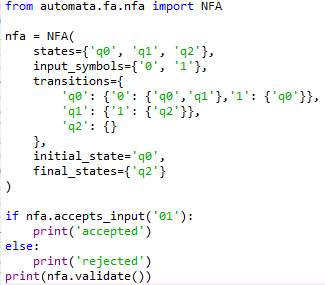 from automata.fa.nfa import NFA

nfa = NFA(
    states={'q0', 'q1', 'q2'},
    input_symbols={'0', '1'},
    transitions={
        'q0': {'0': {'q0','q1'},'1': {'q0'}},
        'q1': {'1': {'q2'}},
        'q2': {}
    },
    initial_state='q0',
    final_states={'q2'}
)

if nfa.accepts_input('01'):
    print('accepted')
else:
    print('rejected')
print(nfa.validate())